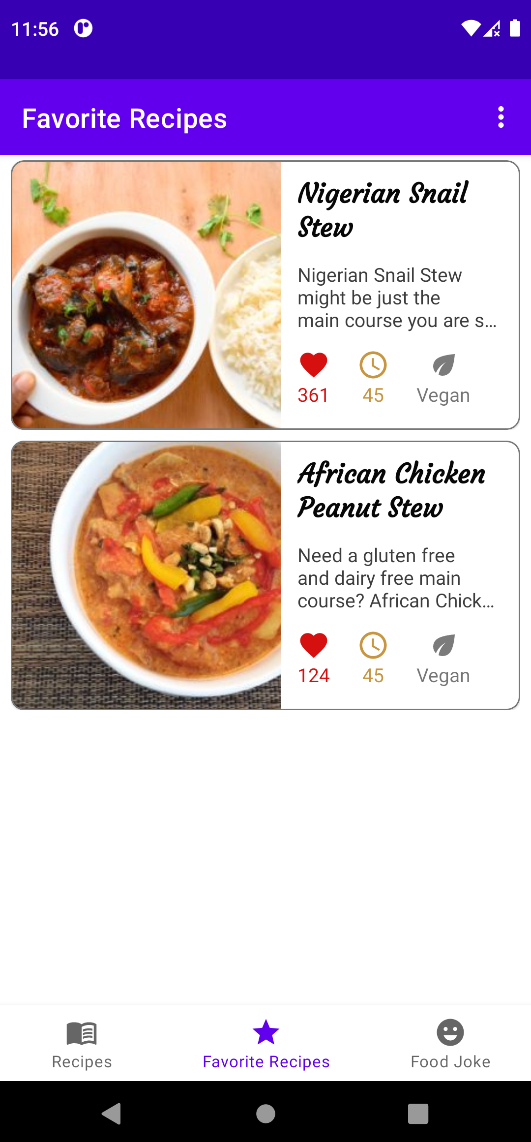 11:56
Favorite Recipes
Nigerian Snail
Stew
Nigerian Snail Stew
might be just the
main course you are s...
361
45
Vegan
African Chicken
Peanut Stew
Need a gluten free
and dairy free main
course? African Chick...
124
45
Vegan
Recipes
Favorite Recipes
Food Joke